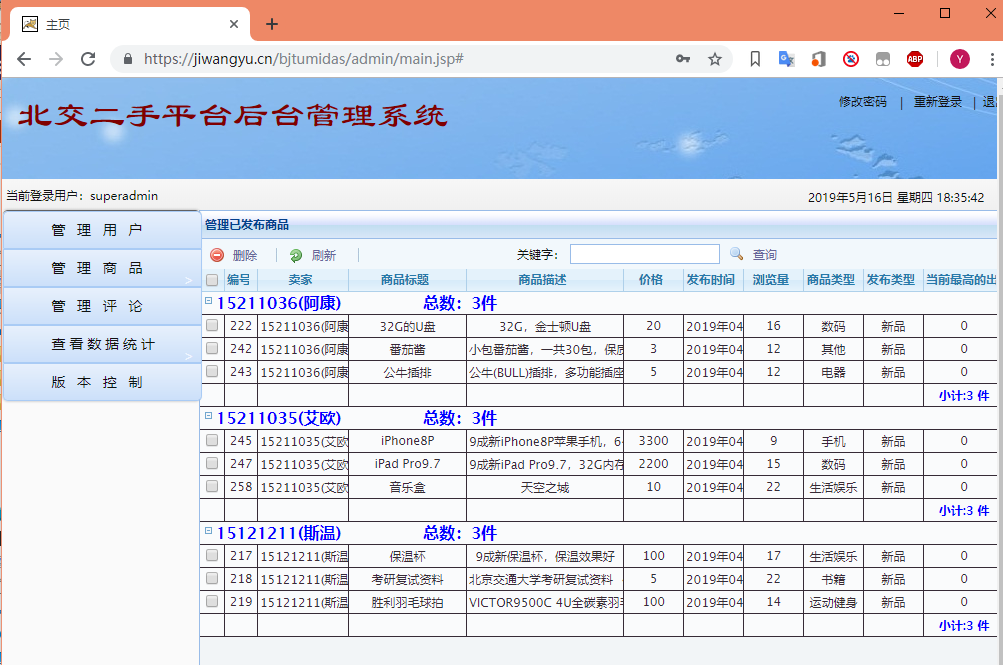 主页
https://jiwangyu.cn/bjtumidas/admin/main.jsp#
ABP
Y
北交二手平台后台管理系统
修改密码 | 重新登录 |
当前登录用户：superadmin
2019年5月16日 星期四 18:35:42
管理用户
管理商品 >
管理评论
查看数据统计 >
版本控制
管理已发布商品
删除 刷新 关键字： 查询
编号 卖家 商品标题 商品描述 价格 发布时间 浏览量 商品类型 发布类型 当前最高的出
15211036(阿康) 总数：3件
222 15211036(阿康 32G的U盘 32G，金士顿U盘 20 2019年04 16 数码 新品 0
242 15211036(阿康 番茄酱 小包番茄酱，一共30包，保质 3 2019年04 12 其他 新品 0
243 15211036(阿康 公牛插排 公牛(BULL)插排，多功能插座 5 2019年04 12 电器 新品 0
小计:3 件
15211035(艾欧) 总数：3件
245 15211035(艾欧 iPhone8P 9成新iPhone8P苹果手机，6 3300 2019年04 9 手机 新品 0
247 15211035(艾欧 iPad Pro9.7 9成新iPad Pro9.7，32G内存 2200 2019年04 15 数码 新品 0
258 15211035(艾欧 音乐盒 天空之城 10 2019年04 22 生活娱乐 新品 0
小计:3 件
15121211(斯温) 总数：3件
217 15121211(斯温 保温杯 9成新保温杯，保温效果好 100 2019年04 17 生活娱乐 新品 0
218 15121211(斯温 考研复试资料 北京交通大学考研复试资料 5 2019年04 22 书籍 新品 0
219 15121211(斯温 胜利羽毛球拍 VICTOR9500C 4U全碳素羽毛 100 2019年04 14 运动健身 新品 0
小计:3 件